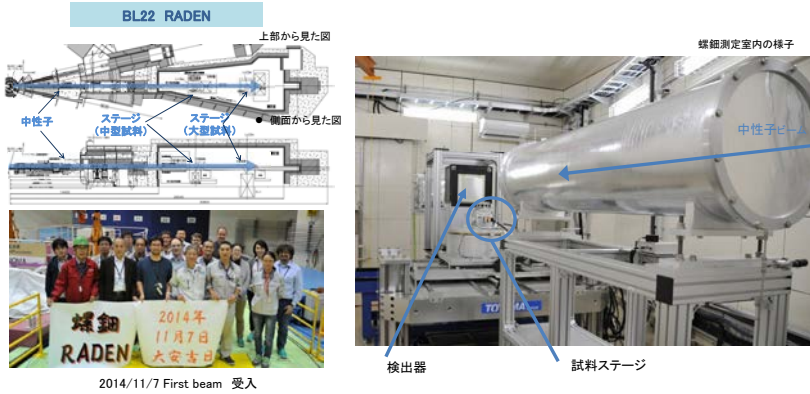 BL22 RADEN
上部から見た図
中性子
ステージ
(中型試料)
ステージ
(大型試料)
● 側面から見た図
螺鈿
RADEN
2014年
11月7日
大安吉日
2014/11/7 First beam 受入
螺鈿測定室内の様子
中性子ビーム
検出器
試料ステージ